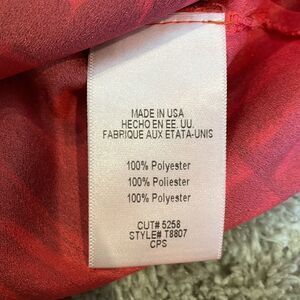 MADE IN USA
HECHO EN EE. UU.
FABRIQUE AUX ETATA-UNIS
100% Polyester
100% Poliester
100% Polyester
CUT# 5258
STYLE# T8807
CPS